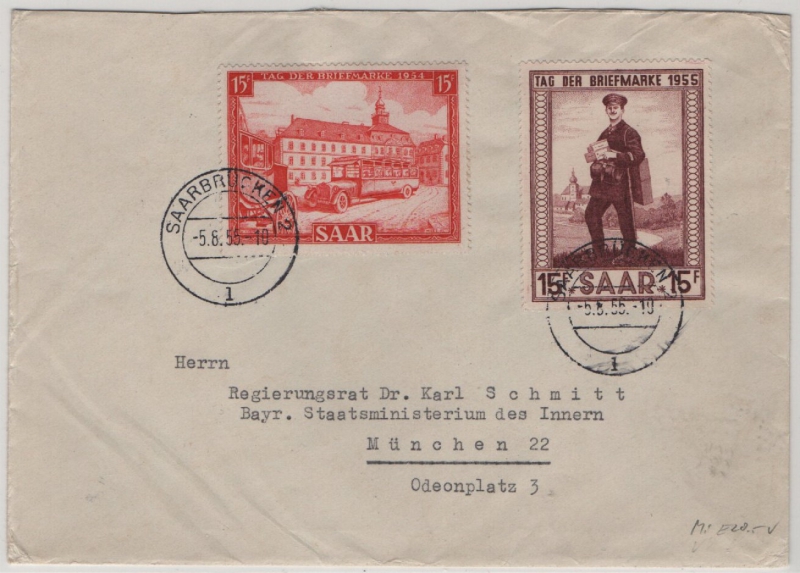 15F TAG DER BRIEFMARKE 1954 15F
SAAR
TAG DER BRIEFMARKE 1955
15F SAAR 15F
SAARBRÜCKEN 2
-5.8.55.-10
1
-5.8.55.-10
1
Herrn
Regierungsrat Dr. Karl Schmitt
Bayr. Staatsministerium des Innern
München 22
Odeonplatz 3